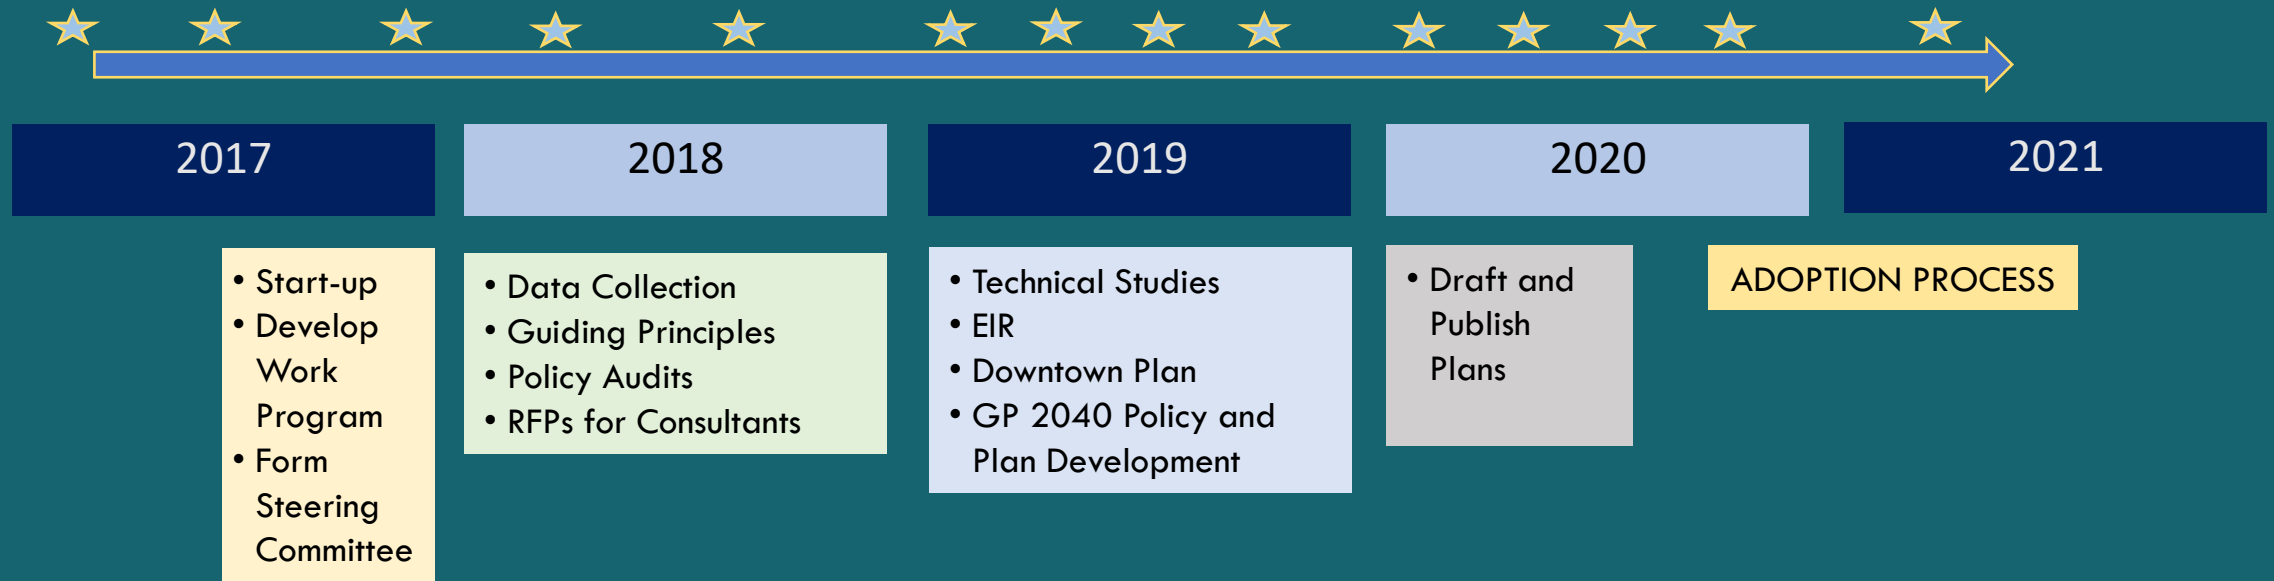 2017
2018
2019
2020
2021
• Start-up
• Develop
Work
Program
• Form
Steering
Committee
• Data Collection
• Guiding Principles
• Policy Audits
• RFPs for Consultants
• Technical Studies
• EIR
• Downtown Plan
• GP 2040 Policy and
Plan Development
• Draft and
Publish
Plans
ADOPTION PROCESS